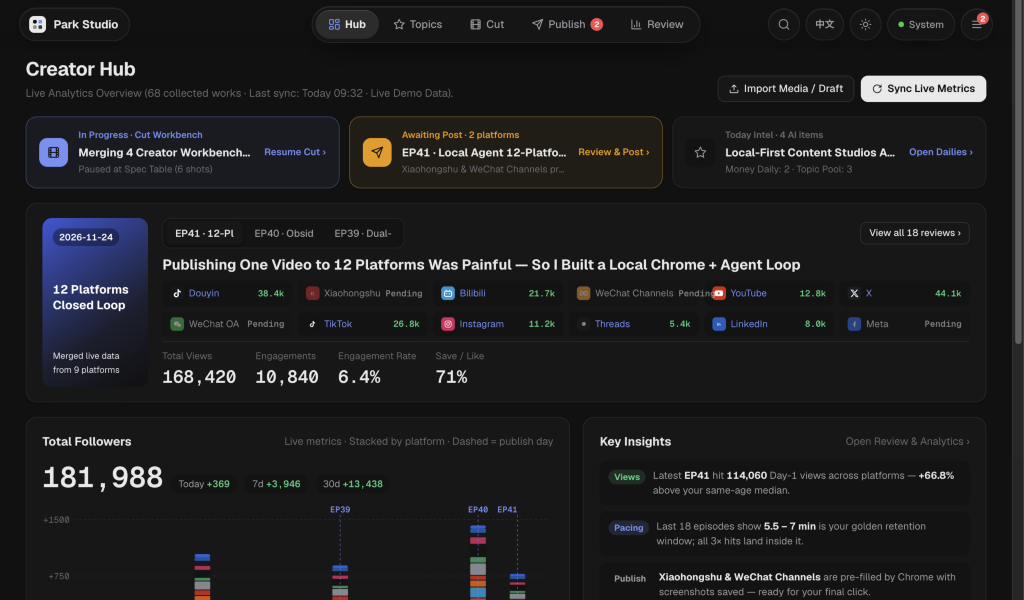 Park Studio
Hub
Topics
Cut
Publish 2
Review
中文
System
2
Creator Hub
Live Analytics Overview (68 collected works · Last sync: Today 09:32 · Live Demo Data).
Import Media / Draft
Sync Live Metrics
In Progress · Cut Workbench
Merging 4 Creator Workbench...
Paused at Spec Table (6 shots)
Resume Cut ›
Awaiting Post · 2 platforms
EP41 · Local Agent 12-Platfo...
Xiaohongshu & WeChat Channels pr...
Review & Post ›
Today Intel · 4 AI items
Local-First Content Studios A...
Money Daily: 2 · Topic Pool: 3
Open Dailies ›
2026-11-24
12 Platforms
Closed Loop
Merged live data
from 9 platforms
EP41 · 12-Pl
EP40 · Obsid
EP39 · Dual-
View all 18 reviews ›
Publishing One Video to 12 Platforms Was Painful — So I Built a Local Chrome + Agent Loop
Douyin 38.4k
Xiaohongshu Pending
Bilibili 21.7k
WeChat Channels Pending
YouTube 12.8k
X 44.1k
WeChat OA Pending
TikTok 26.8k
Instagram 11.2k
Threads 5.4k
LinkedIn 8.0k
Meta Pending
Total Views
168,420
Engagements
10,840
Engagement Rate
6.4%
Save / Like
71%
Total Followers
Live metrics · Stacked by platform · Dashed = publish day
181,988
Today +369
7d +3,946
30d +13,438
EP39
EP40
EP41
+1500
+750
Key Insights
Open Review & Analytics ›
Views
Latest EP41 hit 114,060 Day-1 views across platforms — +66.8%
above your same-age median.
Pacing
Last 18 episodes show 5.5 – 7 min is your golden retention
window; all 3× hits land inside it.
Publish
Xiaohongshu & WeChat Channels are pre-filled by Chrome with
screenshots saved — ready for your final click.